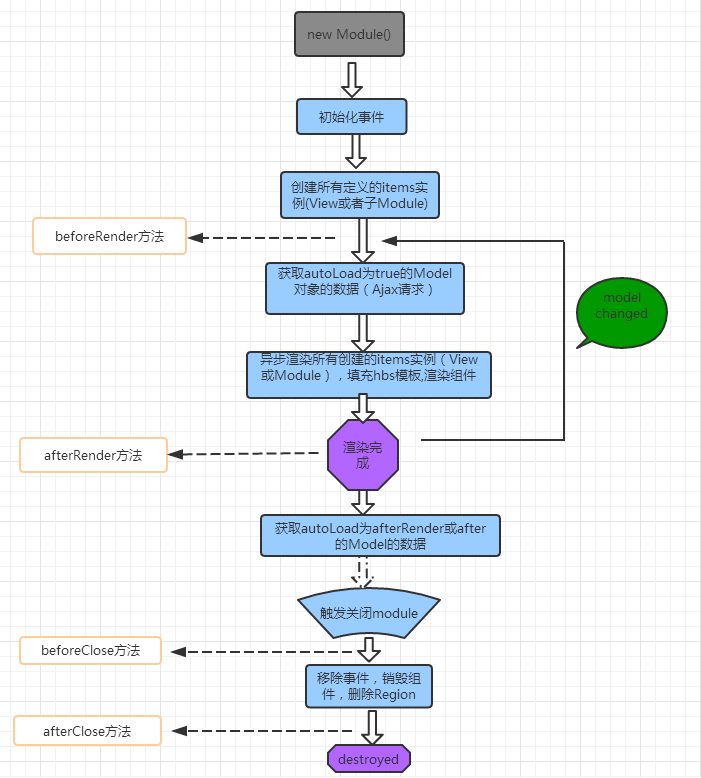 new Module()
初始化事件
创建所有定义的items实
例(View或者子Module)
beforeRender方法
获取autoLoad为true的Model
对象的数据（Ajax请求）
model
changed
异步渲染所有创建的items实例（View
或Module），填充hbs模板,渲染组件
渲染完
成
afterRender方法
获取autoLoad为afterRender或after
的Model的数据
触发关闭module
beforeClose方法
移除事件，销毁组
件，删除Region
afterClose方法
destroyed